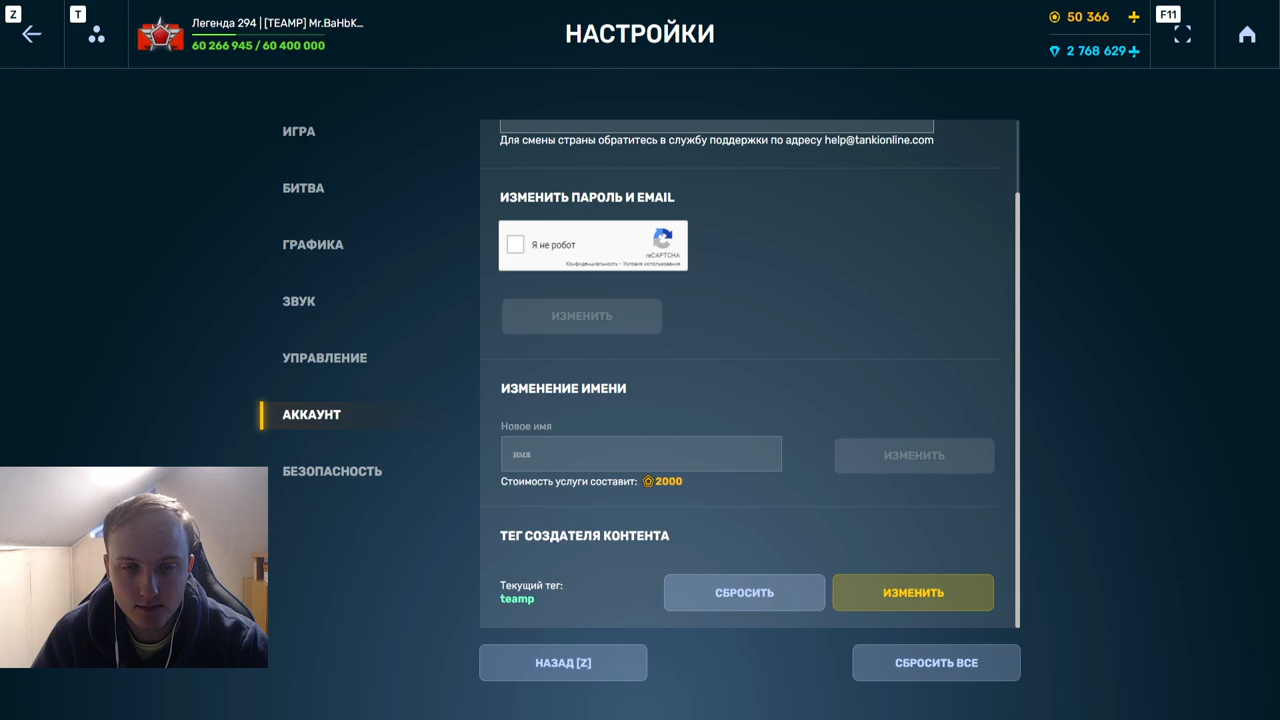 Z
T
Легенда 294 | [TEAMP] Mr.BaHbK...
60 266 945 / 60 400 000
НАСТРОЙКИ
50 366
2 768 629
F11
ИГРА
БИТВА
ГРАФИКА
ЗВУК
УПРАВЛЕНИЕ
АККАУНТ
БЕЗОПАСНОСТЬ
Для смены страны обратитесь в службу поддержки по адресу help@tankionline.com
ИЗМЕНИТЬ ПАРОЛЬ И EMAIL
Я не робот
reCAPTCHA
Конфиденциальность - Условия использования
ИЗМЕНИТЬ
ИЗМЕНЕНИЕ ИМЕНИ
Новое имя
имя
ИЗМЕНИТЬ
Стоимость услуги составит: 2000
ТЕГ СОЗДАТЕЛЯ КОНТЕНТА
Текущий тег:
teamp
СБРОСИТЬ
ИЗМЕНИТЬ
НАЗАД [Z]
СБРОСИТЬ ВСЕ